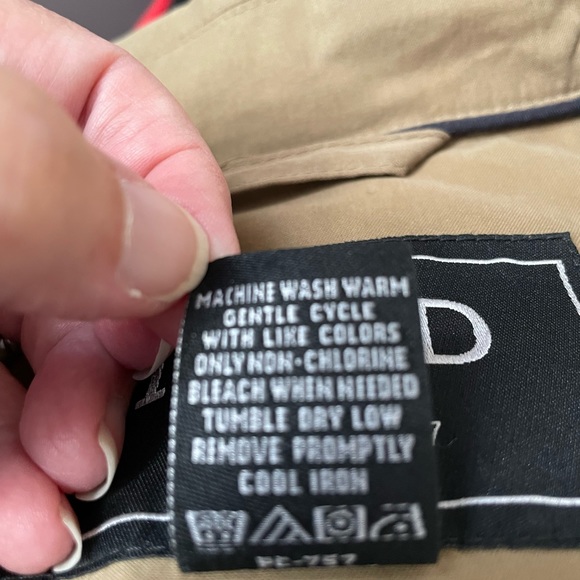 MACHINE WASH WARM
GENTLE CYCLE
WITH LIKE COLORS
ONLY NON-CHLORINE
BLEACH WHEN NEEDED
TUMBLE DRY LOW
REMOVE PROMPTLY
COOL IRON
D
7